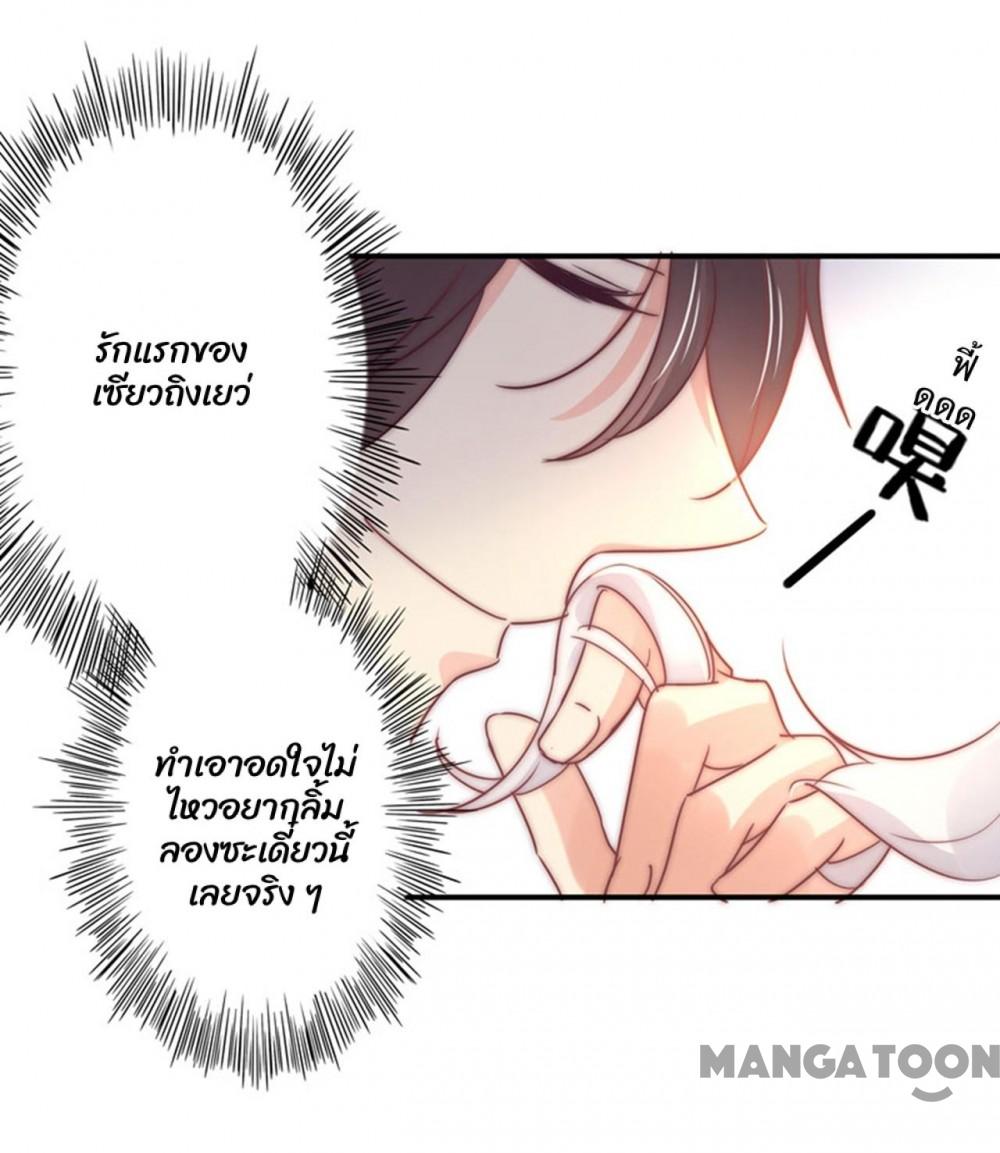 รักแรกของ
เซียวถิงเยว่
ฟี้
ดดด
嗅
ทำเอาอดใจไม่
ไหวอยากลิ้ม
ลองซะเดี๋ยวนี้
เลยจริง ๆ
MANGATOON